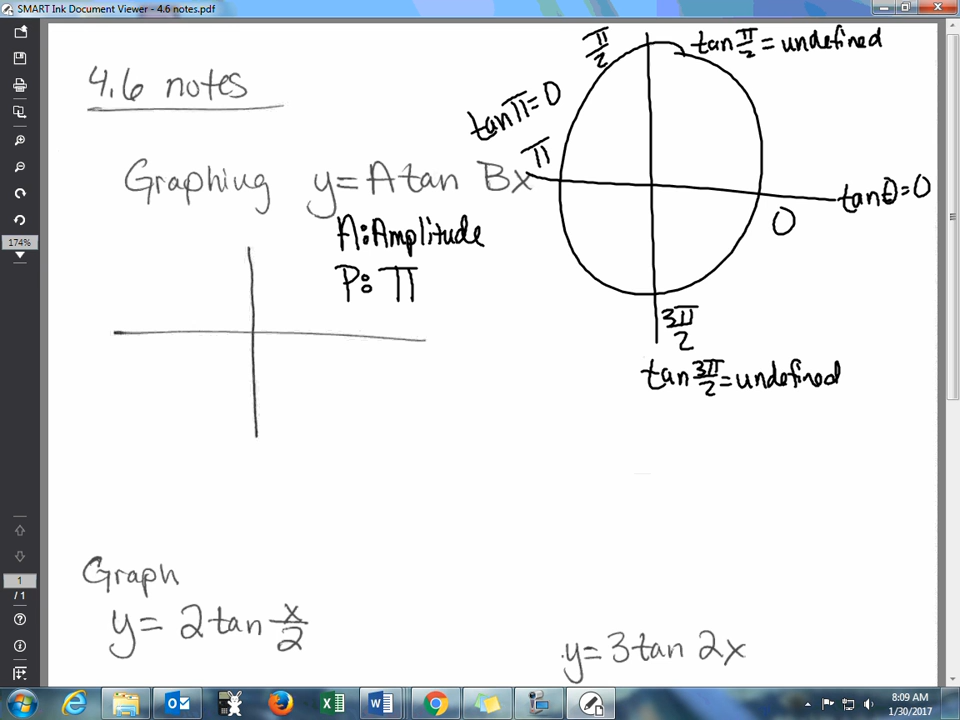 SMART Ink Document Viewer - 4.6 notes.pdf
4.6 notes
π/2
tan π/2 = undefined
tan π = 0
π
Graphing y = A tan Bx
tan θ = 0
0
A: Amplitude
P: π
3π/2
tan 3π/2 = undefined
Graph
y = 2 tan x/2
y = 3 tan 2x
174%
1
/ 1
8:09 AM
1/30/2017